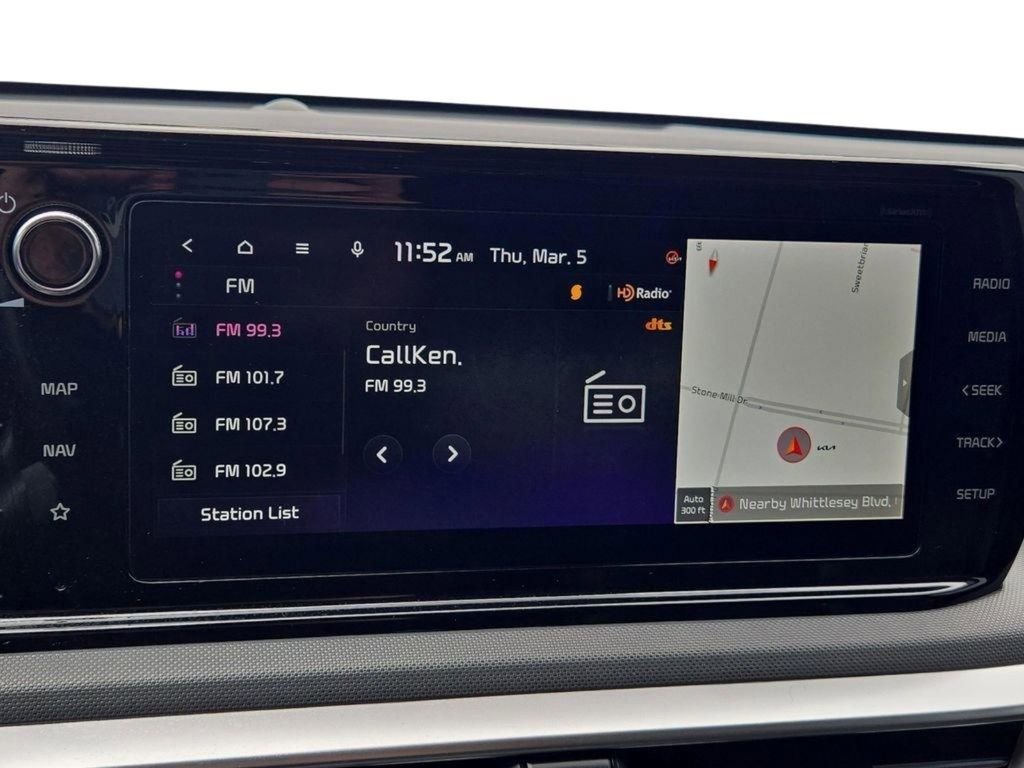 11:52 AM Thu, Mar. 5
FM
HD Radio
FM 99.3
FM 101.7
FM 107.3
FM 102.9
Station List
Country
dts
CallKen.
FM 99.3
Stone Mill Dr.
KIA
Auto
300 ft
Nearby Whittlesey Blvd,
MAP
NAV
RADIO
MEDIA
< SEEK
TRACK >
SETUP